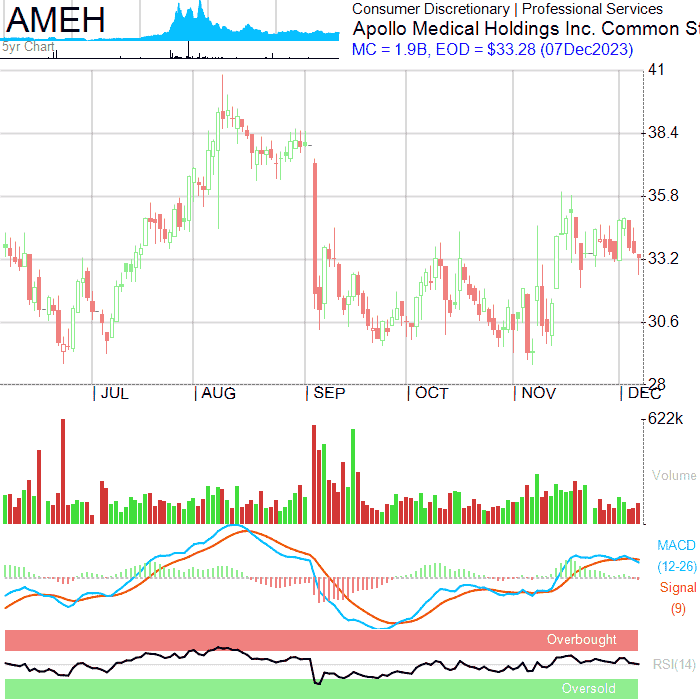 AMEH
5yr Chart
Consumer Discretionary | Professional Services
Apollo Medical Holdings Inc. Common St
MC = 1.9B, EOD = $33.28 (07Dec2023)
41
38.4
35.8
33.2
30.6
28
JUL AUG SEP OCT NOV DEC
622k
Volume
MACD
(12-26)
Signal
(9)
Overbought
RSI(14)
Oversold